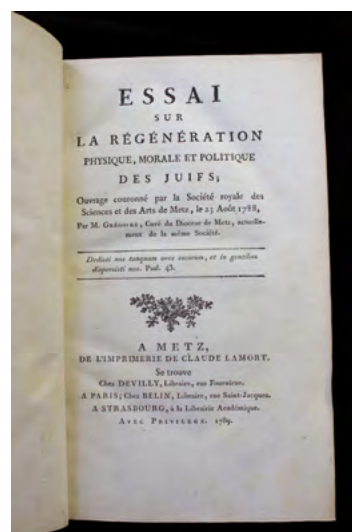 ESSAI
SUR
LA RÉGÉNÉRATION
PHYSIQUE, MORALE ET POLITIQUE
DES JUIFS;
Ouvrage couronné par la Société royale des
Sciences et des Arts de Metz, le 23 Août 1788,
Par M. GRÉGOIRE, Curé du Diocese de Metz, actuelle-
ment de la même Société.
Dedisti nos tanquam oves escarum, et in gentibus
dispersisti nos. Psal. 43.
A METZ,
DE L'IMPRIMERIE DE CLAUDE LAMORT,
Se trouve
Chez DEVILLY, Libraire, rue Fournirue.
A PARIS; Chez BELIN, Libraire, rue Saint-Jacques.
A STRASBOURG, à la Librairie Académique.
AVEC PRIVILEGE. 1789.